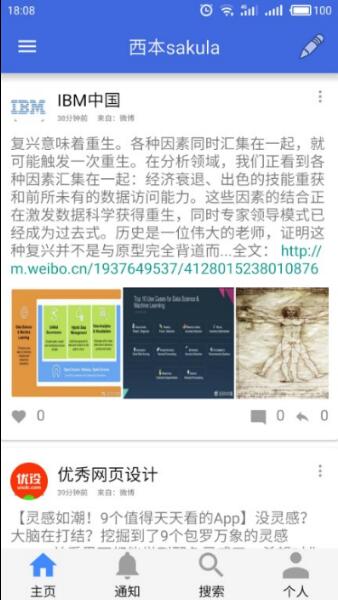 18:08
100
西本sakula
IBM
IBM中国
30分钟前 来自：微博
复兴意味着重生。各种因素同时汇集在一起，就
可能触发一次重生。在分析领域，我们正看到各
种因素在一起：经济衰退、出色的技能重获
和前所未有的数据访问能力。这些因素的结合正
在激发数据科学获得重生，同时专家领导模式已
经成为过去式。历史是一位伟大的老师，证明这
种复兴并不是与原型完全背道而...全文： http://
m.weibo.cn/1937649537/4128015238010876
Top 10 Use Cases for Data Science &
Machine Learning
0
0
0
优设
优秀网页设计
39分钟前 来自：微博
【灵感如潮！9个值得天天看的App】没灵感？
大脑在打结？挖掘到了9个包罗万象的灵感
主页
通知
搜索
个人